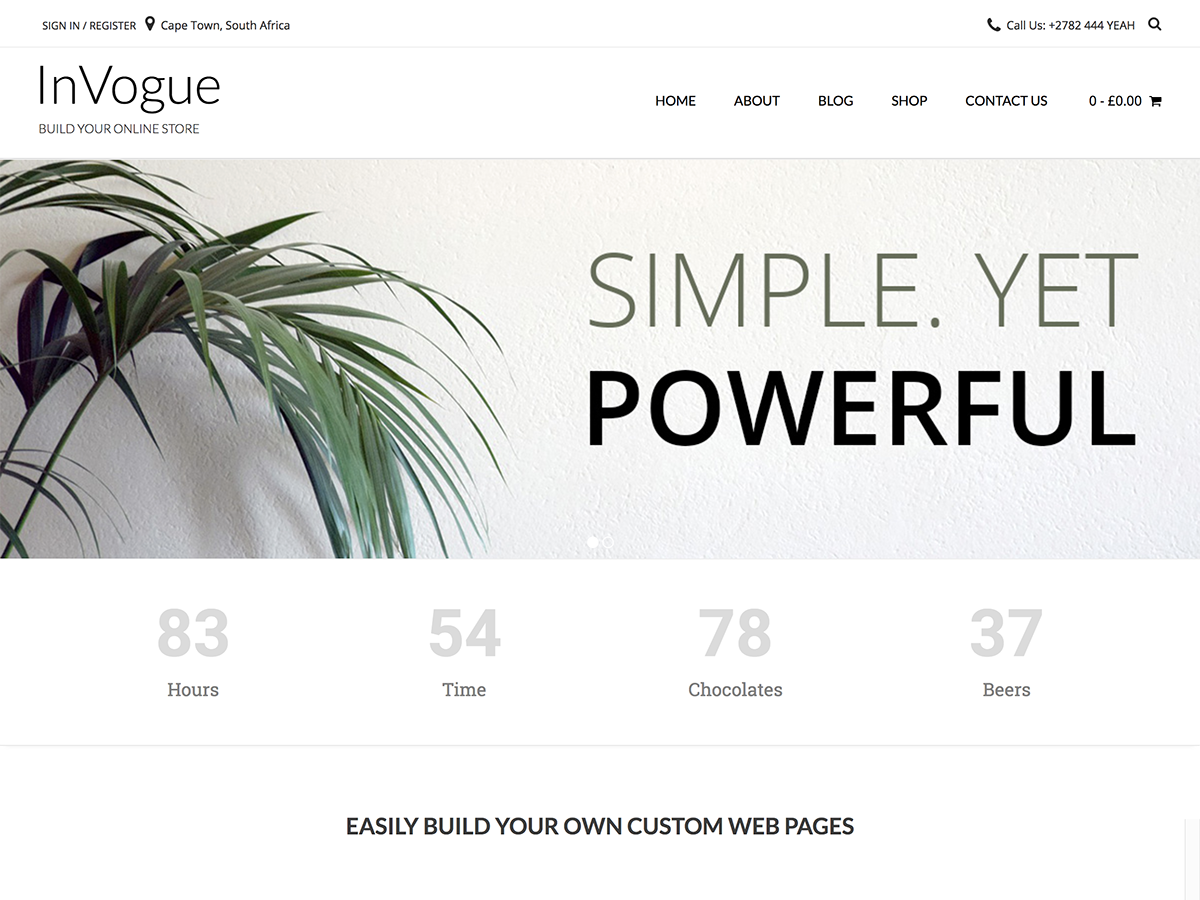 SIGN IN / REGISTER Cape Town, South Africa Call Us: +2782 444 YEAH
InVogue
BUILD YOUR ONLINE STORE
HOME ABOUT BLOG SHOP CONTACT US 0 - £0.00
SIMPLE. YET
POWERFUL
83 54 78 37
Hours Time Chocolates Beers
EASILY BUILD YOUR OWN CUSTOM WEB PAGES